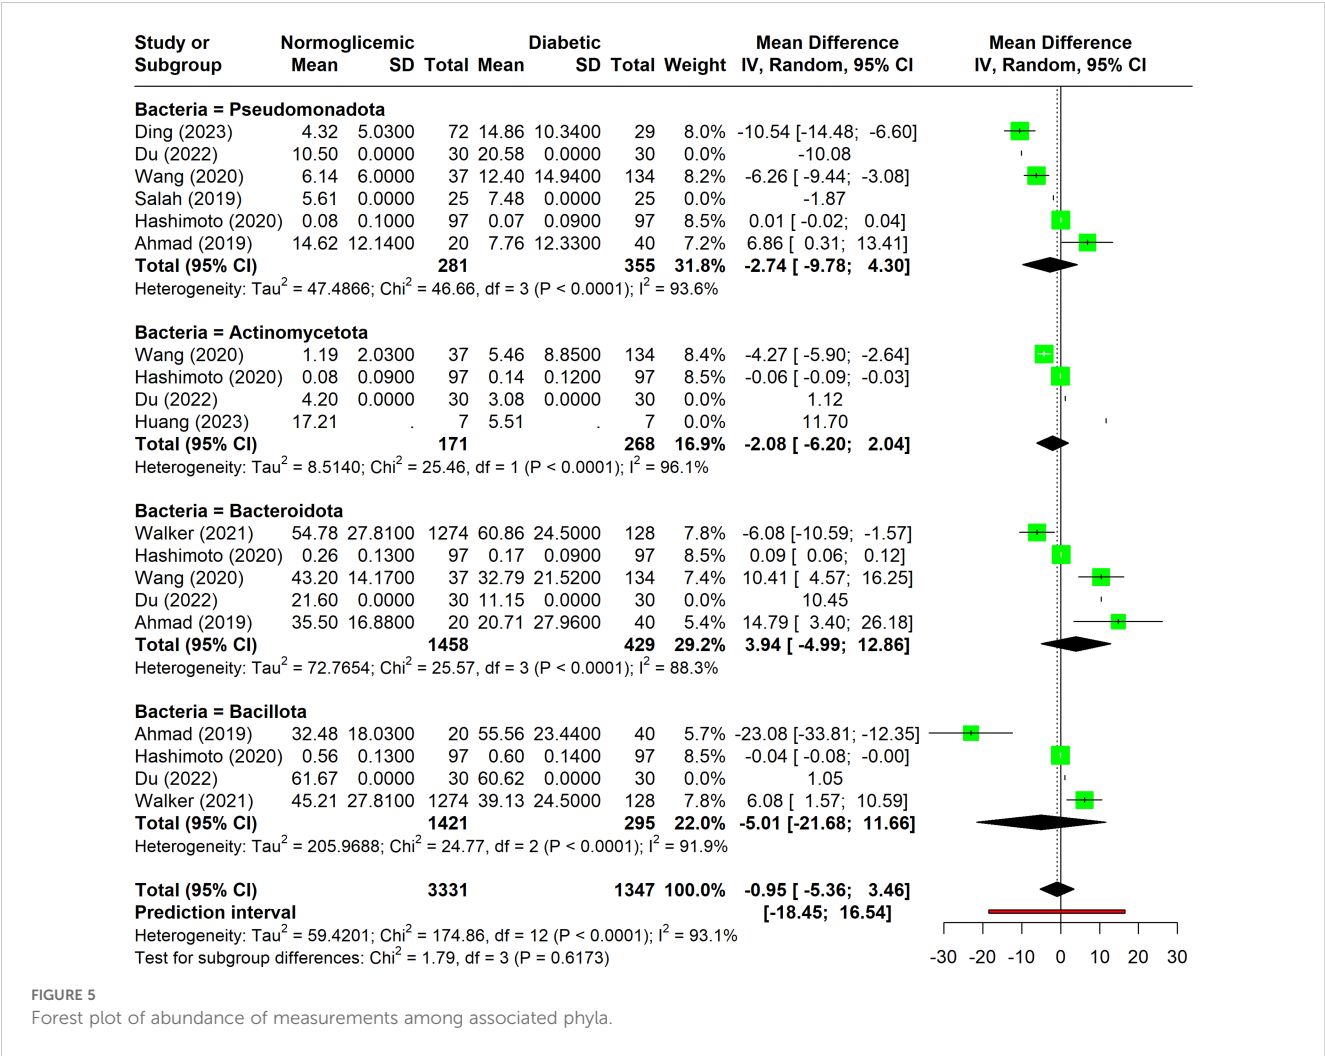 Study or Normoglicemic Diabetic Mean Difference Mean Difference
Subgroup Mean SD Total Mean SD Total Weight IV, Random, 95% CI IV, Random, 95% CI
Bacteria = Pseudomonadota
Ding (2023) 4.32 5.0300 72 14.86 10.3400 29 8.0% -10.54 [-14.48; -6.60]
Du (2022) 10.50 0.0000 30 20.58 0.0000 30 0.0% -10.08
Wang (2020) 6.14 6.0000 37 12.40 14.9400 134 8.2% -6.26 [ -9.44; -3.08]
Salah (2019) 5.61 0.0000 25 7.48 0.0000 25 0.0% -1.87
Hashimoto (2020) 0.08 0.1000 97 0.07 0.0900 97 8.5% 0.01 [ -0.02; 0.04]
Ahmad (2019) 14.62 12.1400 20 7.76 12.3300 40 7.2% 6.86 [ 0.31; 13.41]
Total (95% CI) 281 355 31.8% -2.74 [ -9.78; 4.30]
Heterogeneity: Tau² = 47.4866; Chi² = 46.66, df = 3 (P < 0.0001); I² = 93.6%
Bacteria = Actinomycetota
Wang (2020) 1.19 2.0300 37 5.46 8.8500 134 8.4% -4.27 [ -5.90; -2.64]
Hashimoto (2020) 0.08 0.0900 97 0.14 0.1200 97 8.5% -0.06 [ -0.09; -0.03]
Du (2022) 4.20 0.0000 30 3.08 0.0000 30 0.0% 1.12
Huang (2023) 17.21 . 7 5.51 . 7 0.0% 11.70
Total (95% CI) 171 268 16.9% -2.08 [ -6.20; 2.04]
Heterogeneity: Tau² = 8.5140; Chi² = 25.46, df = 1 (P < 0.0001); I² = 96.1%
Bacteria = Bacteroidota
Walker (2021) 54.78 27.8100 1274 60.86 24.5000 128 7.8% -6.08 [-10.59; -1.57]
Hashimoto (2020) 0.26 0.1300 97 0.17 0.0900 97 8.5% 0.09 [ 0.06; 0.12]
Wang (2020) 43.20 14.1700 37 32.79 21.5200 134 7.4% 10.41 [ 4.57; 16.25]
Du (2022) 21.60 0.0000 30 11.15 0.0000 30 0.0% 10.45
Ahmad (2019) 35.50 16.8800 20 20.71 27.9600 40 5.4% 14.79 [ 3.40; 26.18]
Total (95% CI) 1458 429 29.2% 3.94 [ -4.99; 12.86]
Heterogeneity: Tau² = 72.7654; Chi² = 25.57, df = 3 (P < 0.0001); I² = 88.3%
Bacteria = Bacillota
Ahmad (2019) 32.48 18.0300 20 55.56 23.4400 40 5.7% -23.08 [-33.81; -12.35]
Hashimoto (2020) 0.56 0.1300 97 0.60 0.1400 97 8.5% -0.04 [ -0.08; -0.00]
Du (2022) 61.67 0.0000 30 60.62 0.0000 30 0.0% 1.05
Walker (2021) 45.21 27.8100 1274 39.13 24.5000 128 7.8% 6.08 [ 1.57; 10.59]
Total (95% CI) 1421 295 22.0% -5.01 [-21.68; 11.66]
Heterogeneity: Tau² = 205.9688; Chi² = 24.77, df = 2 (P < 0.0001); I² = 91.9%
Total (95% CI) 3331 1347 100.0% -0.95 [ -5.36; 3.46]
Prediction interval [-18.45; 16.54]
Heterogeneity: Tau² = 59.4201; Chi² = 174.86, df = 12 (P < 0.0001); I² = 93.1%
Test for subgroup differences: Chi² = 1.79, df = 3 (P = 0.6173)
-30 -20 -10 0 10 20 30
FIGURE 5
Forest plot of abundance of measurements among associated phyla.